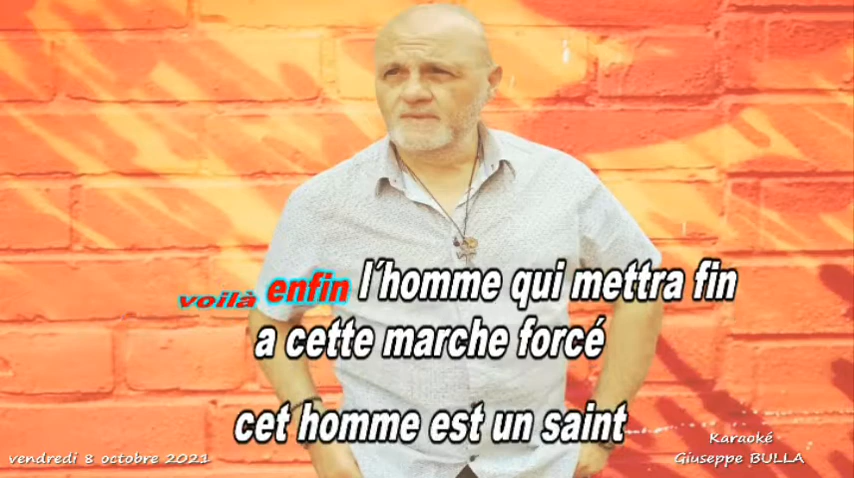 voilà enfin l'homme qui mettra fin
a cette marche forcé
cet homme est un saint
Karaoké
vendredi 8 octobre 2021
Giuseppe BULLA